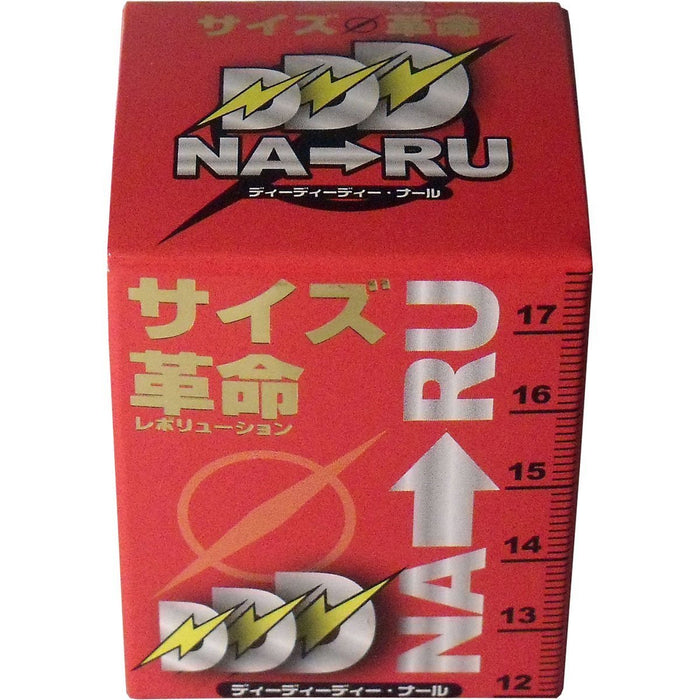 サイズ革命
DDD
NA→RU
ディーディーディー・ナール
サイズ
革命
レボリューション
NA→RU
17
16
15
14
13
12
DDD
ディーディーディー・ナール